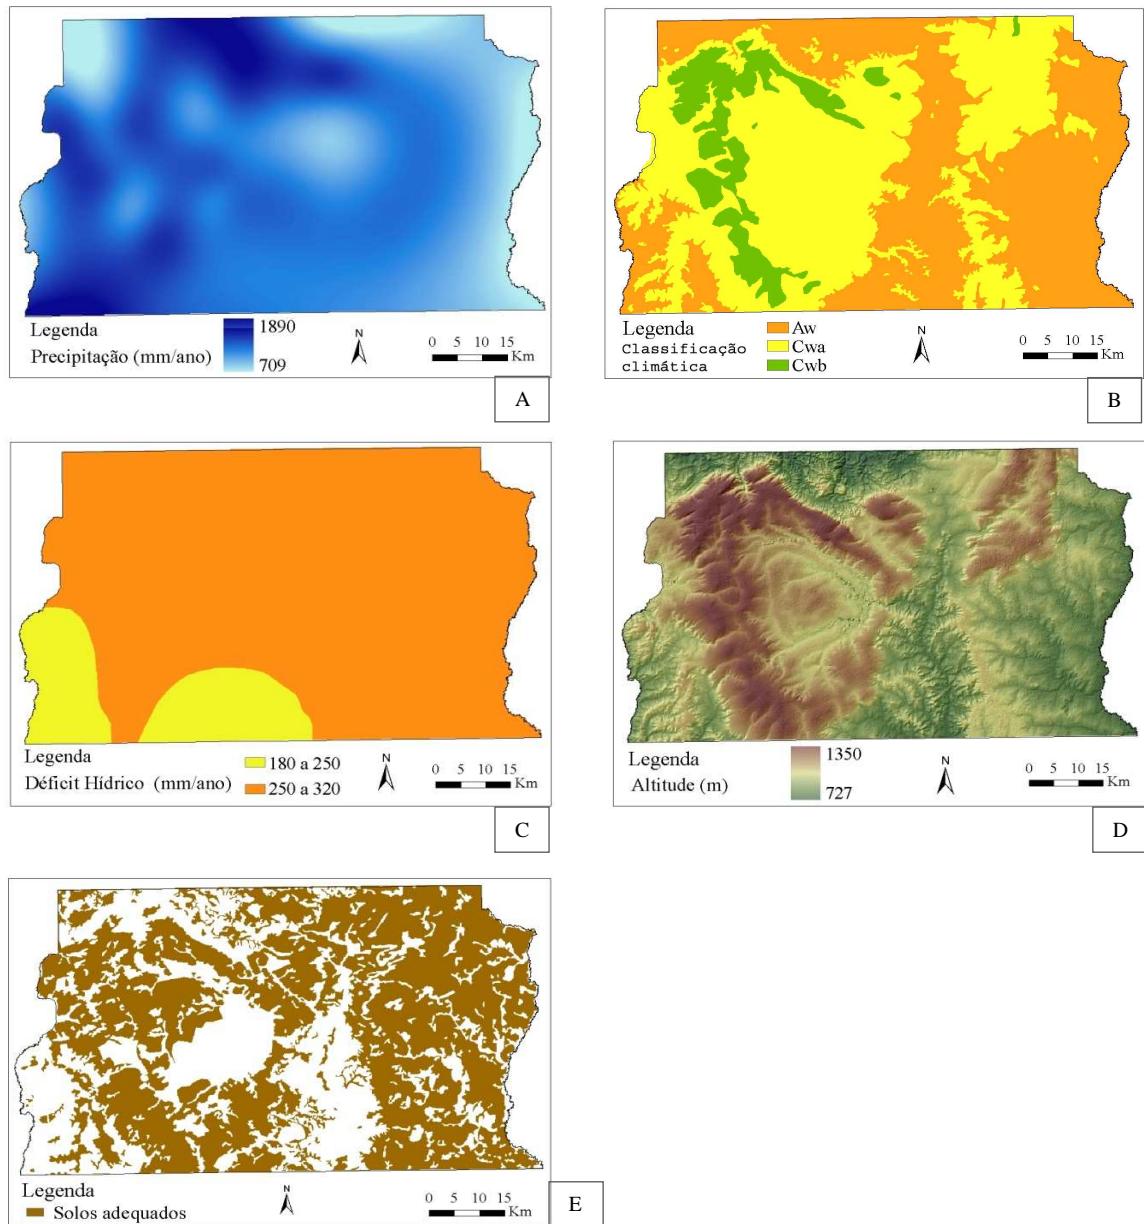 Legenda
Precipitação (mm/ano)
1890
709
N
0 5 10 15
Km
A
Legenda
Classificação
climática
Aw
Cwa
Cwb
N
0 5 10 15
Km
B
Legenda
Déficit Hídrico (mm/ano)
180 a 250
250 a 320
N
0 5 10 15
Km
C
Legenda
Altitude (m)
1350
727
N
0 5 10 15
Km
D
Legenda
Solos adequados
N
0 5 10 15
Km
E